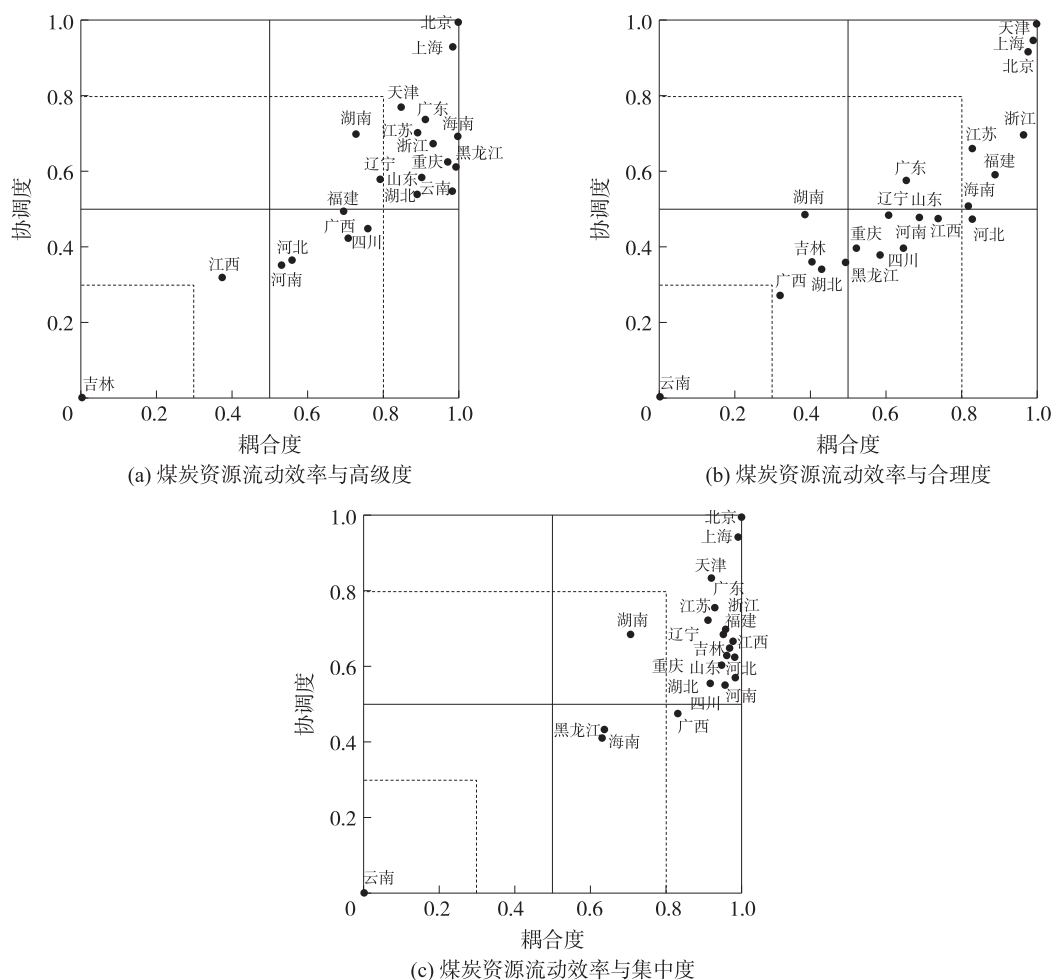 1.0
0.8
0.6
0.4
0.2
0
0.2
0.4
0.6
0.8
1.0
协调度
耦合度
北京
上海
天津
广东
湖南
江苏
海南
浙江
黑龙江
重庆
辽宁
山东
云南
湖北
福建
广西
四川
河北
江西
河南
吉林
(a) 煤炭资源流动效率与高级度
1.0
0.8
0.6
0.4
0.2
0
0.2
0.4
0.6
0.8
1.0
协调度
耦合度
天津
上海
北京
浙江
江苏
福建
广东
海南
湖南
辽宁
山东
重庆
河南
江西
河北
吉林
四川
黑龙江
湖北
广西
云南
(b) 煤炭资源流动效率与合理度
1.0
0.8
0.6
0.4
0.2
0
0.2
0.4
0.6
0.8
1.0
协调度
耦合度
北京
上海
天津
广东
江苏
浙江
湖南
福建
辽宁
江西
吉林
重庆
山东
河北
湖北
河南
四川
广西
黑龙江
海南
云南
(c) 煤炭资源流动效率与集中度